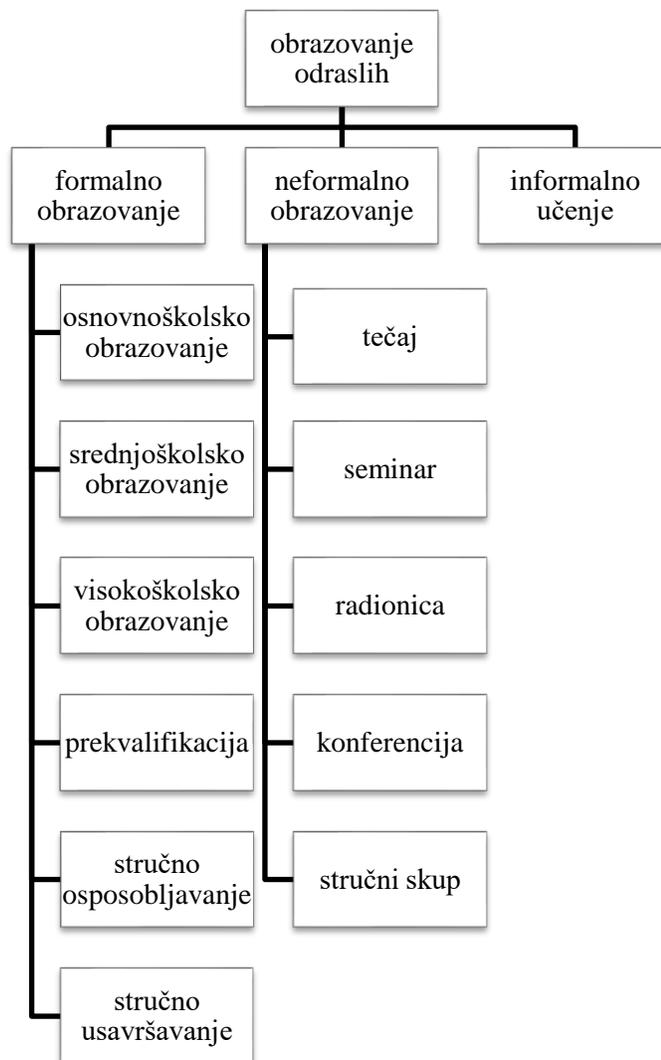 obrazovanje
odraslih
formalno
obrazovanje
neformalno
obrazovanje
informalno
učenje
osnovnoškolsko
obrazovanje
srednjoškolsko
obrazovanje
visokoškolsko
obrazovanje
prekvalifikacija
stručno
osposobljavanje
stručno
usavršavanje
tečaj
seminar
radionica
konferencija
stručni skup